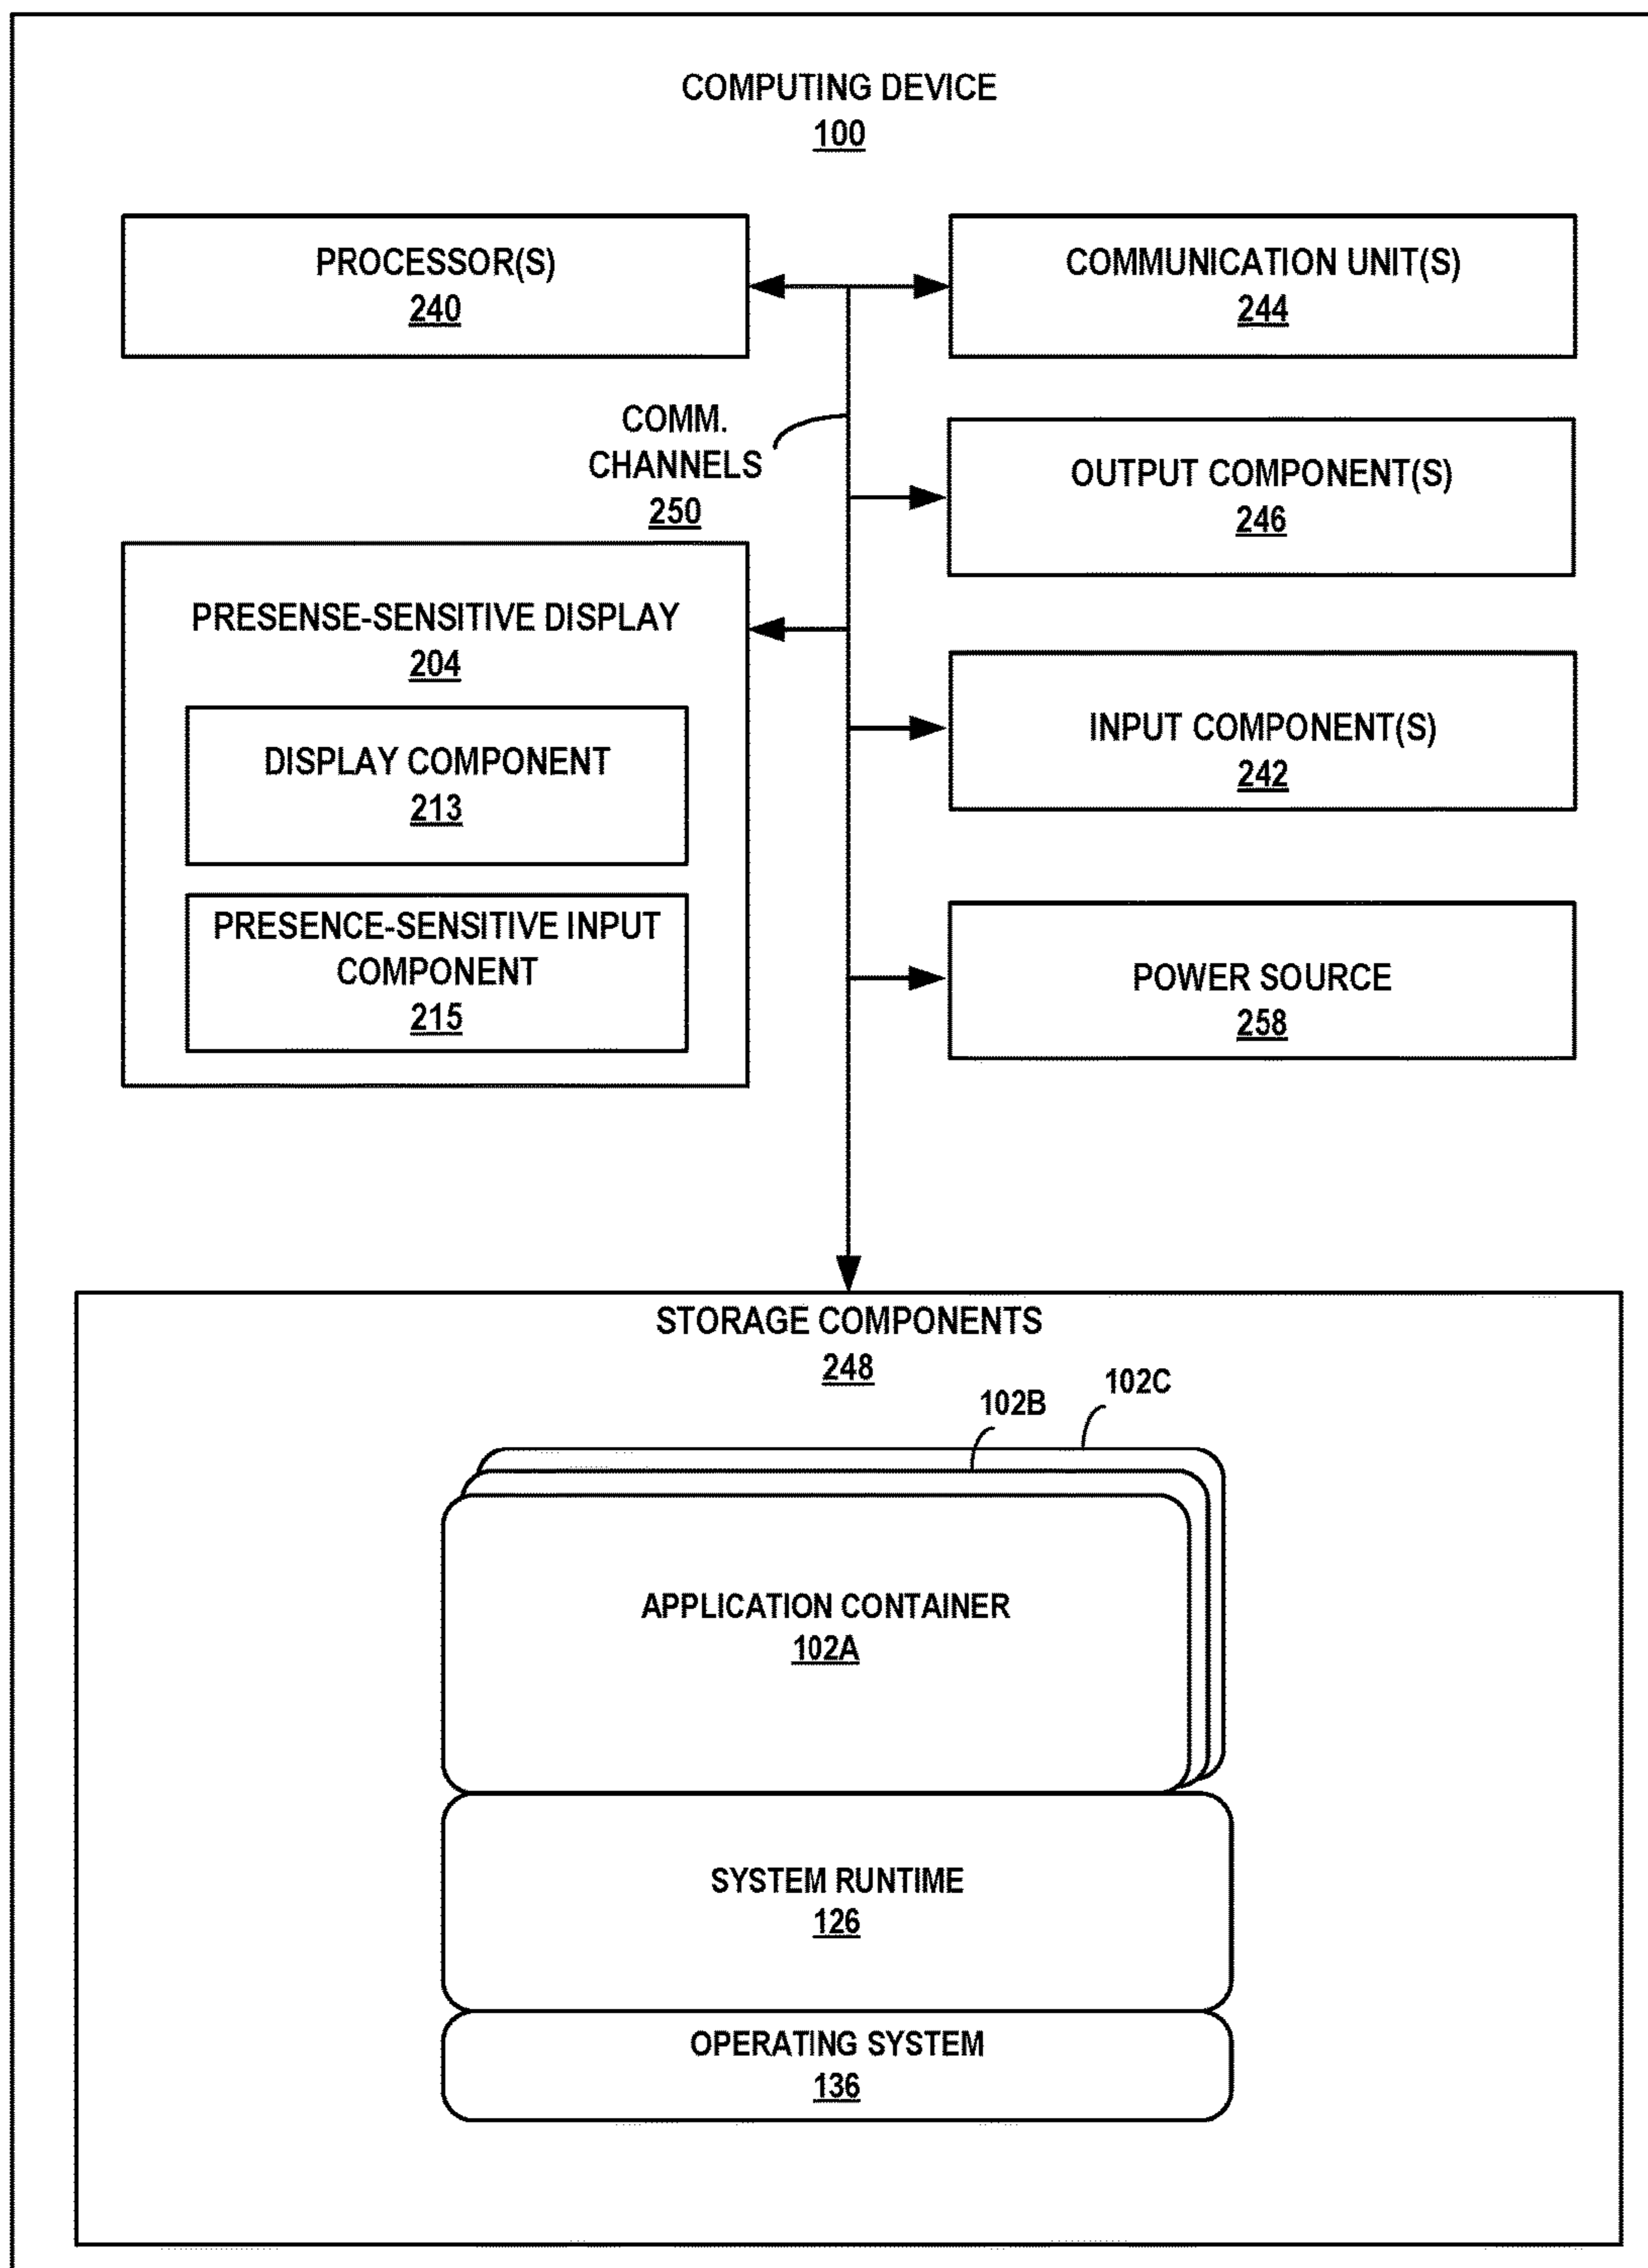 COMPUTING DEVICE
100
PROCESSOR(S)
240
COMMUNICATION UNIT(S)
244
COMM.
CHANNELS
250
OUTPUT COMPONENT(S)
246
PRESENSE-SENSITIVE DISPLAY
204
DISPLAY COMPONENT
213
PRESENCE-SENSITIVE INPUT
COMPONENT
215
INPUT COMPONENT(S)
242
POWER SOURCE
258
STORAGE COMPONENTS
248
102C
102B
APPLICATION CONTAINER
102A
SYSTEM RUNTIME
126
OPERATING SYSTEM
136